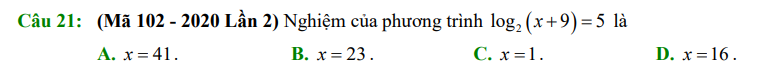 Câu 21: (Mã 102 - 2020 Lần 2) Nghiệm của phương trình log₂(x+9)=5 là
A. x=41. B. x=23. C. x=1. D. x=16.